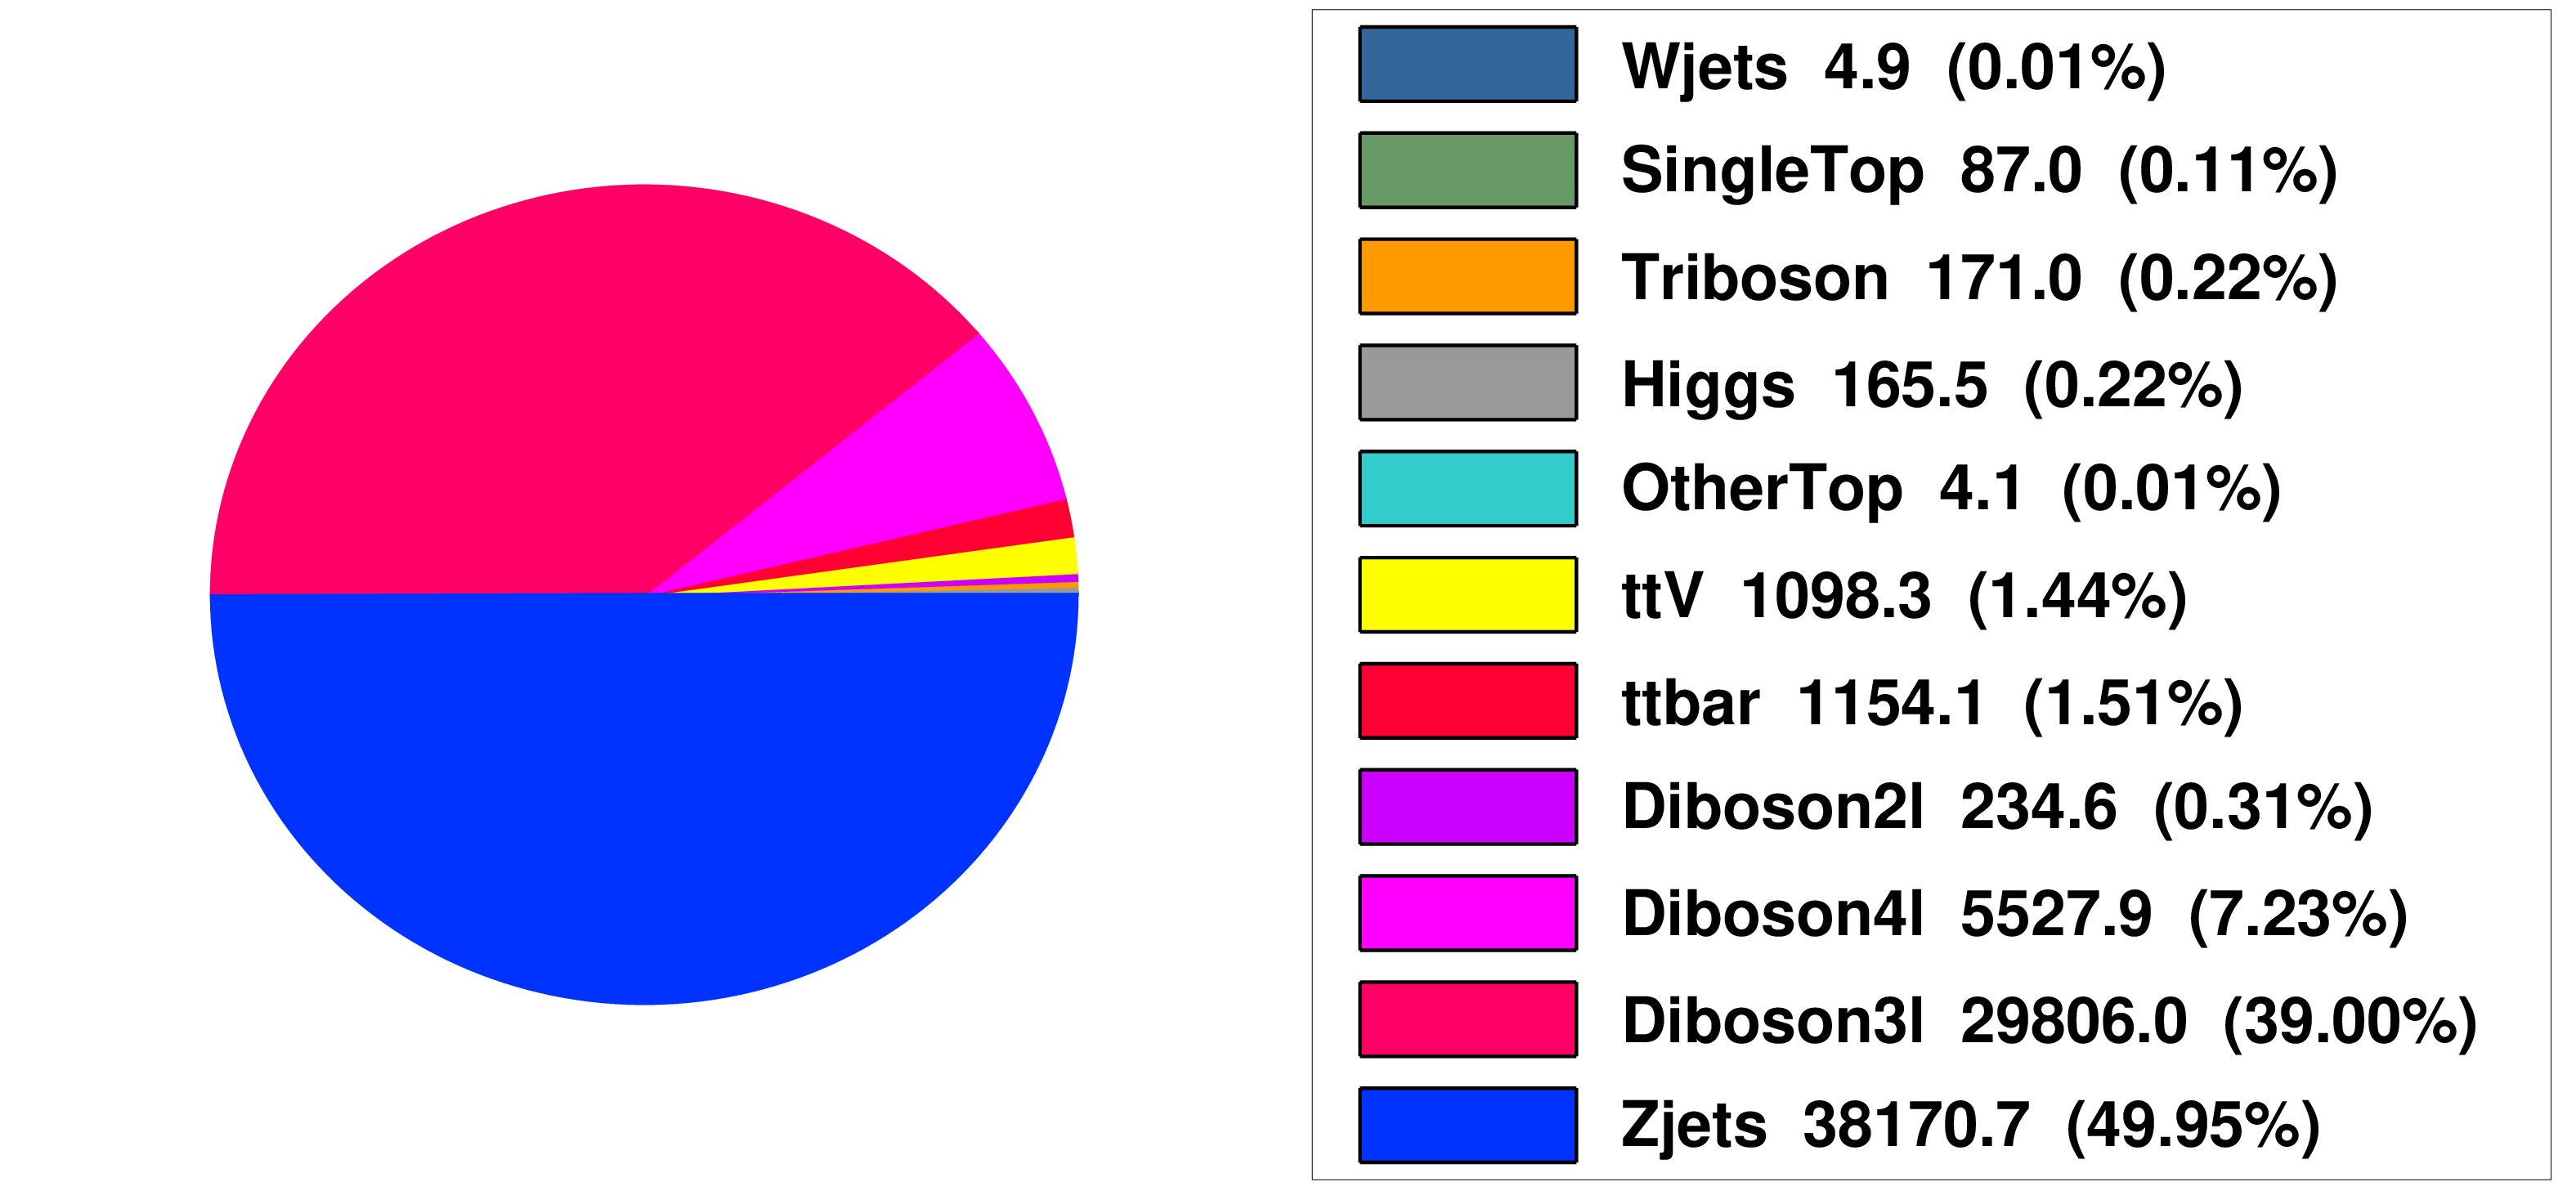 Wjets 4.9 (0.01%)
SingleTop 87.0 (0.11%)
Triboson 171.0 (0.22%)
Higgs 165.5 (0.22%)
OtherTop 4.1 (0.01%)
ttV 1098.3 (1.44%)
ttbar 1154.1 (1.51%)
Diboson2l 234.6 (0.31%)
Diboson4l 5527.9 (7.23%)
Diboson3l 29806.0 (39.00%)
Zjets 38170.7 (49.95%)